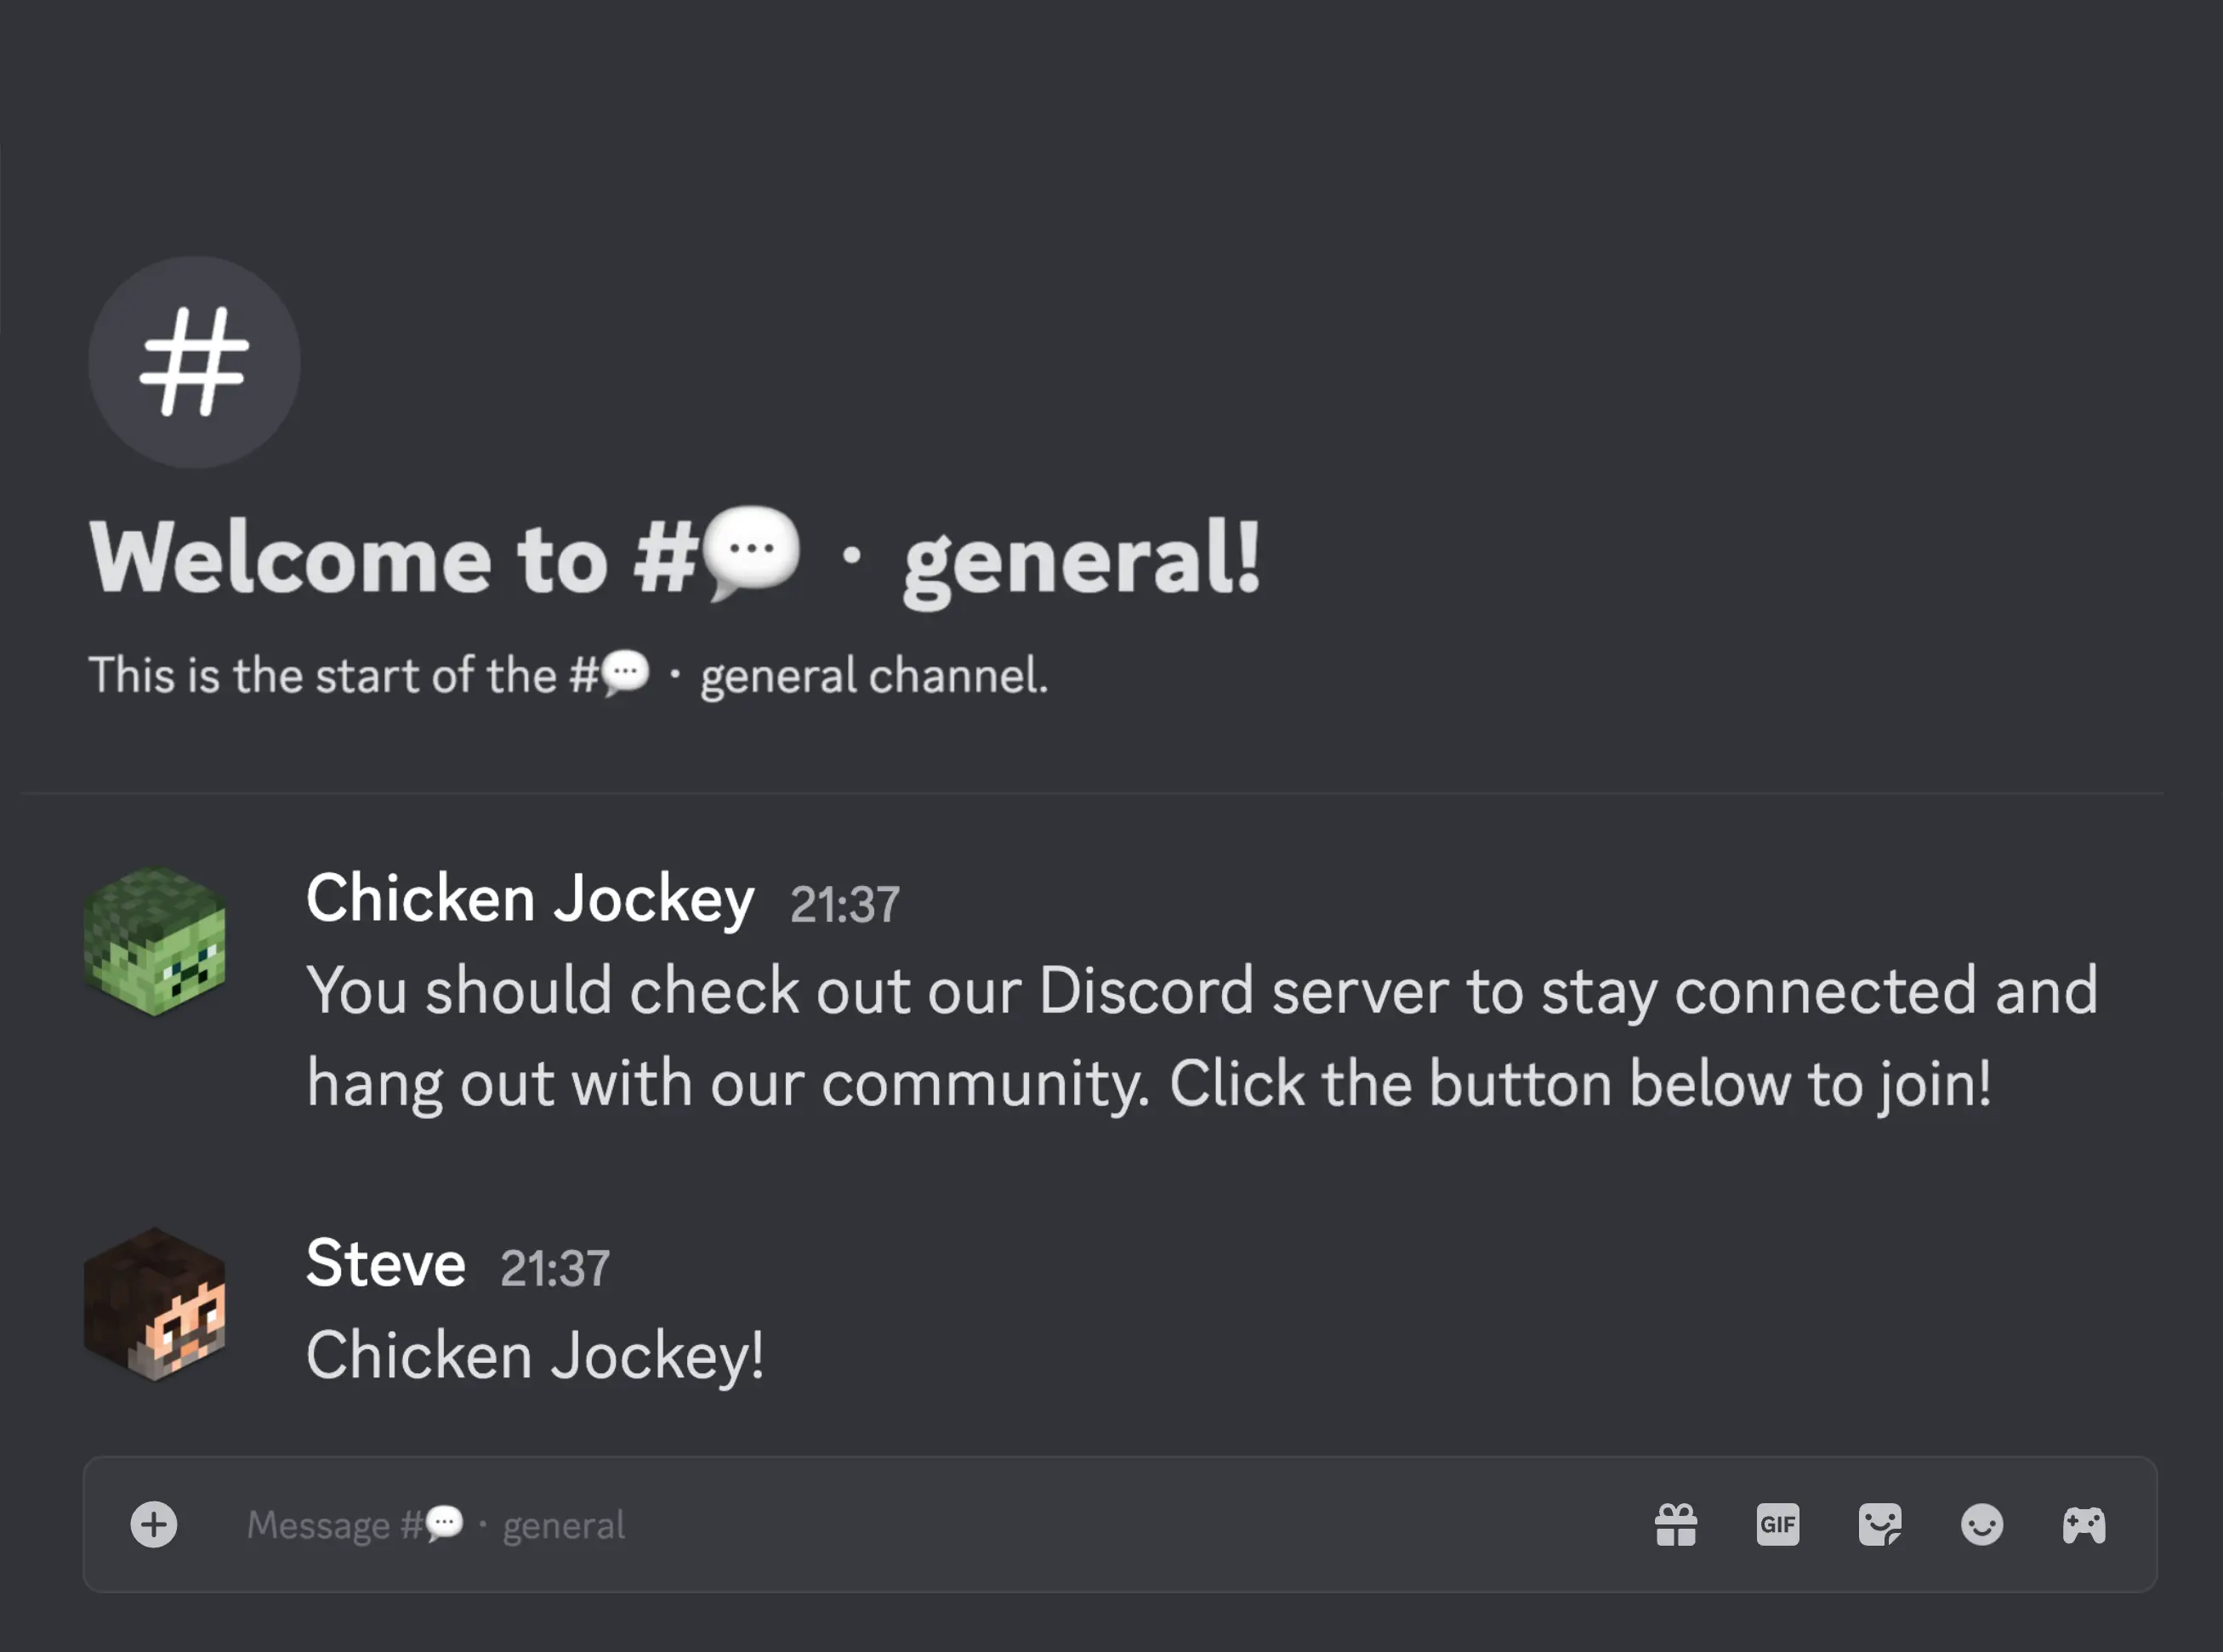 #
Welcome to #💬 · general!
This is the start of the #💬 · general channel.
Chicken Jockey 21:37
You should check out our Discord server to stay connected and
hang out with our community. Click the button below to join!
Steve 21:37
Chicken Jockey!
Message #💬 · general
GIF